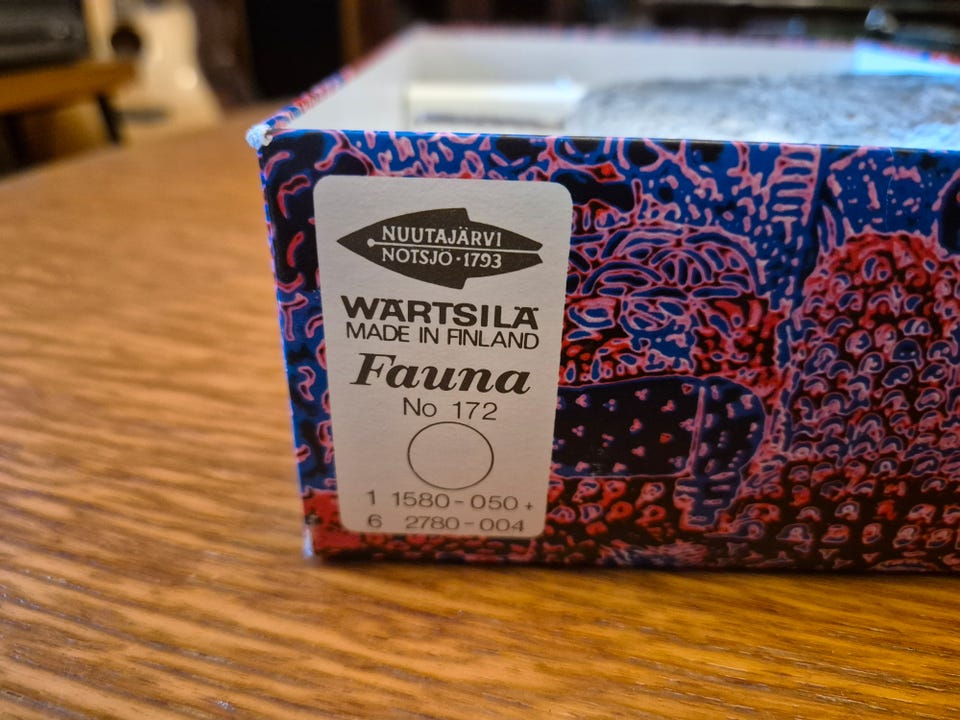 NUUTAJÄRVI
NOTSJÖ·1793
WÄRTSILÄ
MADE IN FINLAND
Fauna
No 172
1 1580-050+
6 2780-004